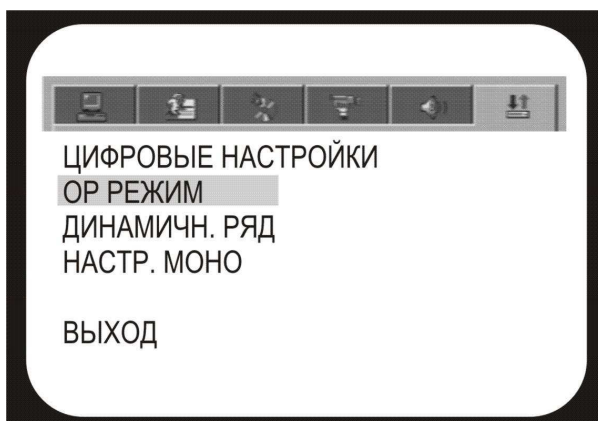 ЦИФРОВЫЕ НАСТРОЙКИ
ОР РЕЖИМ
ДИНАМИЧН. РЯД
НАСТР. МОНО
ВЫХОД